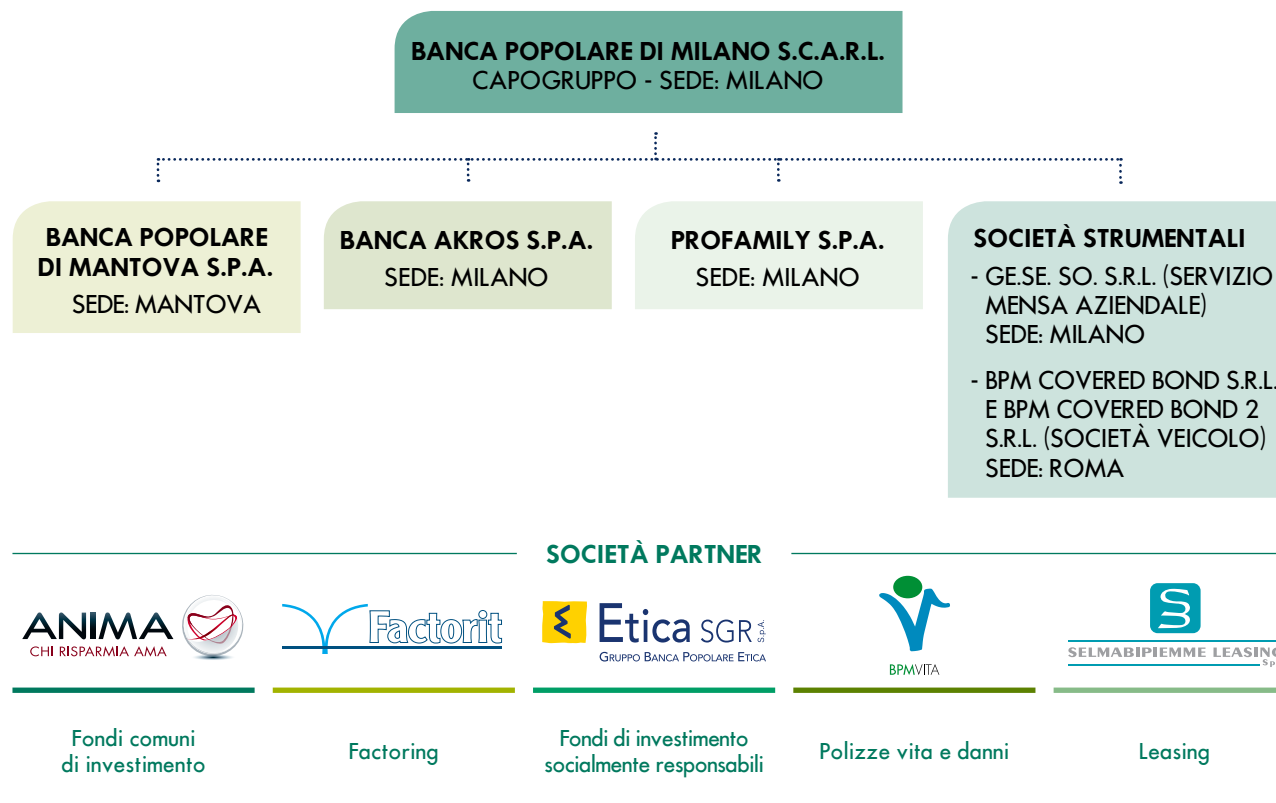 BANCA POPOLARE DI MILANO S.C.A.R.L.
CAPOGRUPPO - SEDE: MILANO
BANCA POPOLARE
DI MANTOVA S.P.A.
SEDE: MANTOVA
BANCA AKROS S.P.A.
SEDE: MILANO
PROFAMILY S.P.A.
SEDE: MILANO
SOCIETÀ STRUMENTALI
- GE.SE. SO. S.R.L. (SERVIZIO
MENSA AZIENDALE)
SEDE: MILANO
- BPM COVERED BOND S.R.L.
E BPM COVERED BOND 2
S.R.L. (SOCIETÀ VEICOLO)
SEDE: ROMA
SOCIETÀ PARTNER
ANIMA
CHI RISPARMIA AMA
Fondi comuni
di investimento
Factorit
Factoring
Etica SGR S.p.A.
GRUPPO BANCA POPOLARE ETICA
Fondi di investimento
socialmente responsabili
BPMVITA
Polizze vita e danni
SELMABIPIEMME LEASING
SpA
Leasing